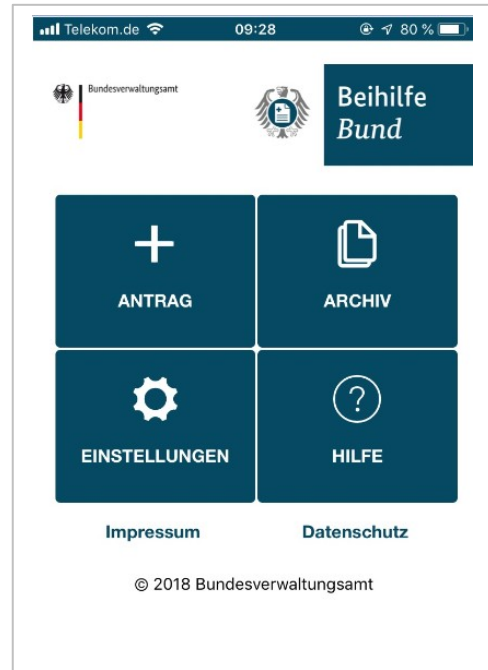 Telekom.de 09:28 80 %
Bundesverwaltungsamt
Beihilfe
Bund
ANTRAG ARCHIV
EINSTELLUNGEN HILFE
Impressum Datenschutz
© 2018 Bundesverwaltungsamt